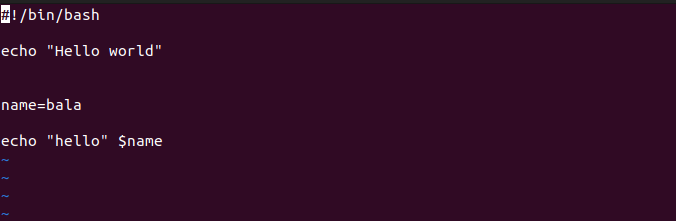 #!/bin/bash
echo "Hello world"
name=bala
echo "hello" $name
~
~
~
~